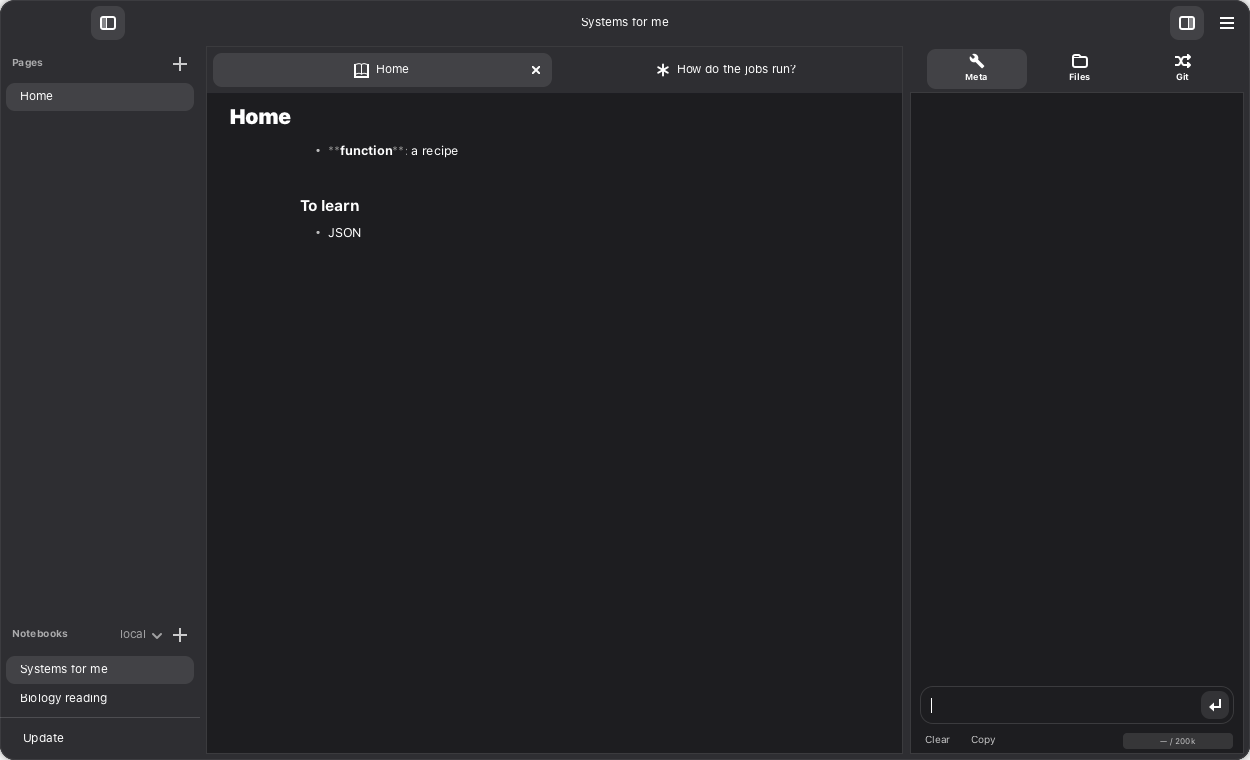 Systems for me
Pages
Home
Home
How do the jobs run?
Home
• **function**: a recipe
To learn
• JSON
Meta
Files
Git
Notebooks
local
Systems for me
Biology reading
Update
Clear
Copy
— / 200k